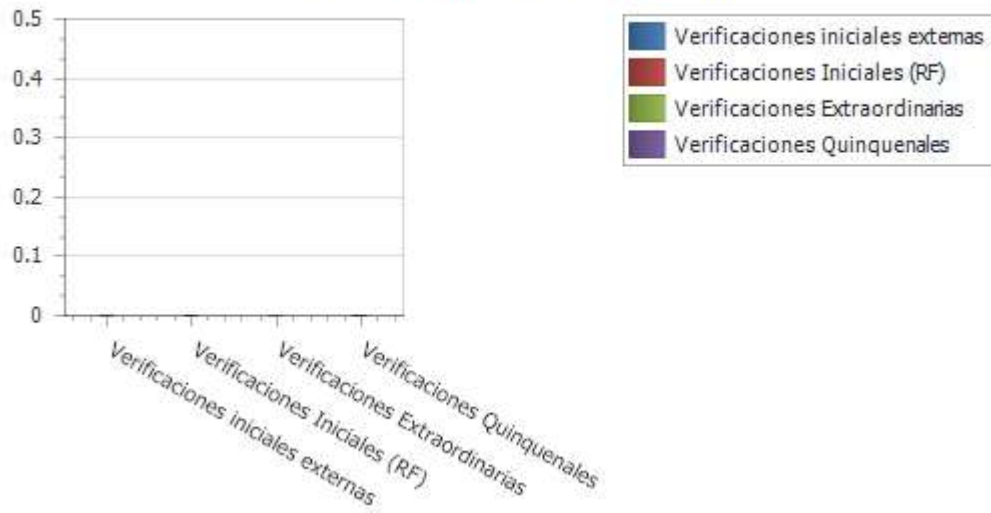 0.5
0.4
0.3
0.2
0.1
0
Verificaciones iniciales externas
Verificaciones Iniciales (RF)
Verificaciones Extraordinarias
Verificaciones Quinquenales
Verificaciones iniciales externas
Verificaciones Iniciales (RF)
Verificaciones Extraordinarias
Verificaciones Quinquenales